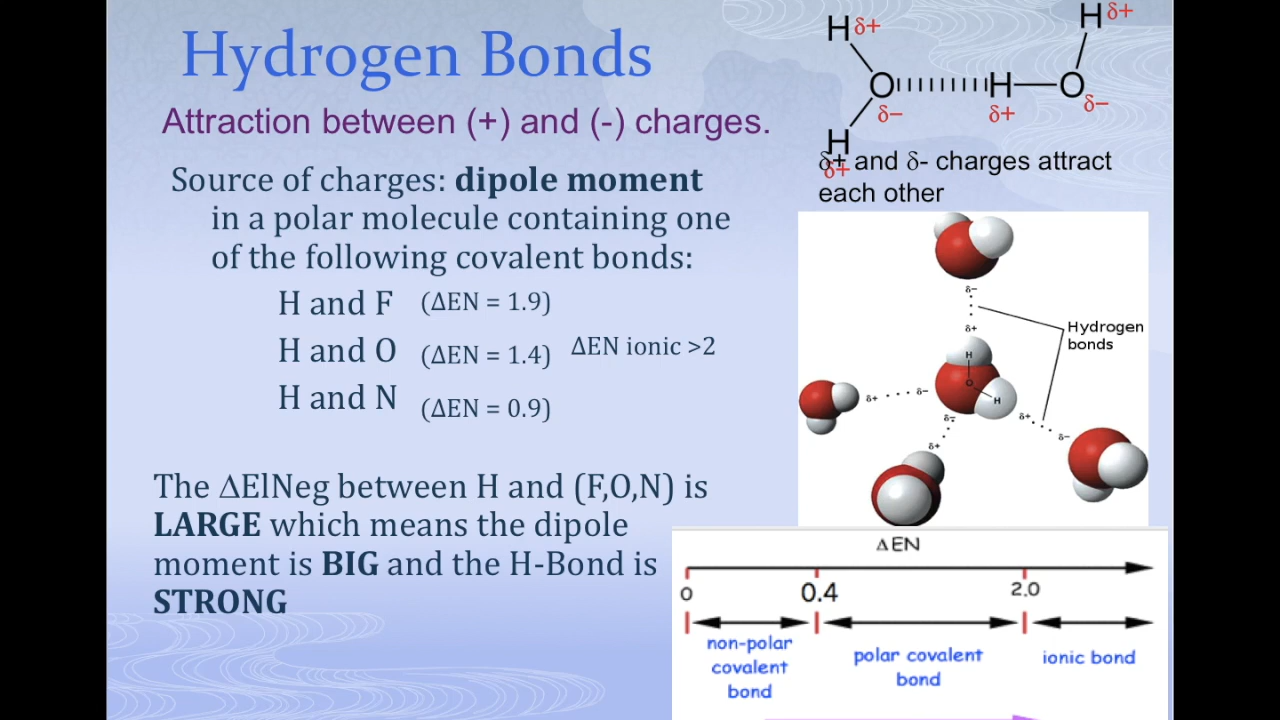 Hydrogen Bonds
Attraction between (+) and (-) charges.
Source of charges: dipole moment
in a polar molecule containing one
of the following covalent bonds:
H and F (ΔEN = 1.9)
H and O (ΔEN = 1.4) ΔEN ionic >2
H and N (ΔEN = 0.9)
The ΔElNeg between H and (F,O,N) is
LARGE which means the dipole
moment is BIG and the H-Bond is
STRONG
H δ+ H δ+
O H O
δ− δ+ δ−
H
δ+
δ+ and δ- charges attract
each other
δ−
δ+
Hydrogen
bonds
H
O
H
δ+ δ−
δ+
δ−
δ−
δ+
ΔEN
0 0.4 2.0
non-polar
covalent
bond
polar covalent
bond
ionic bond